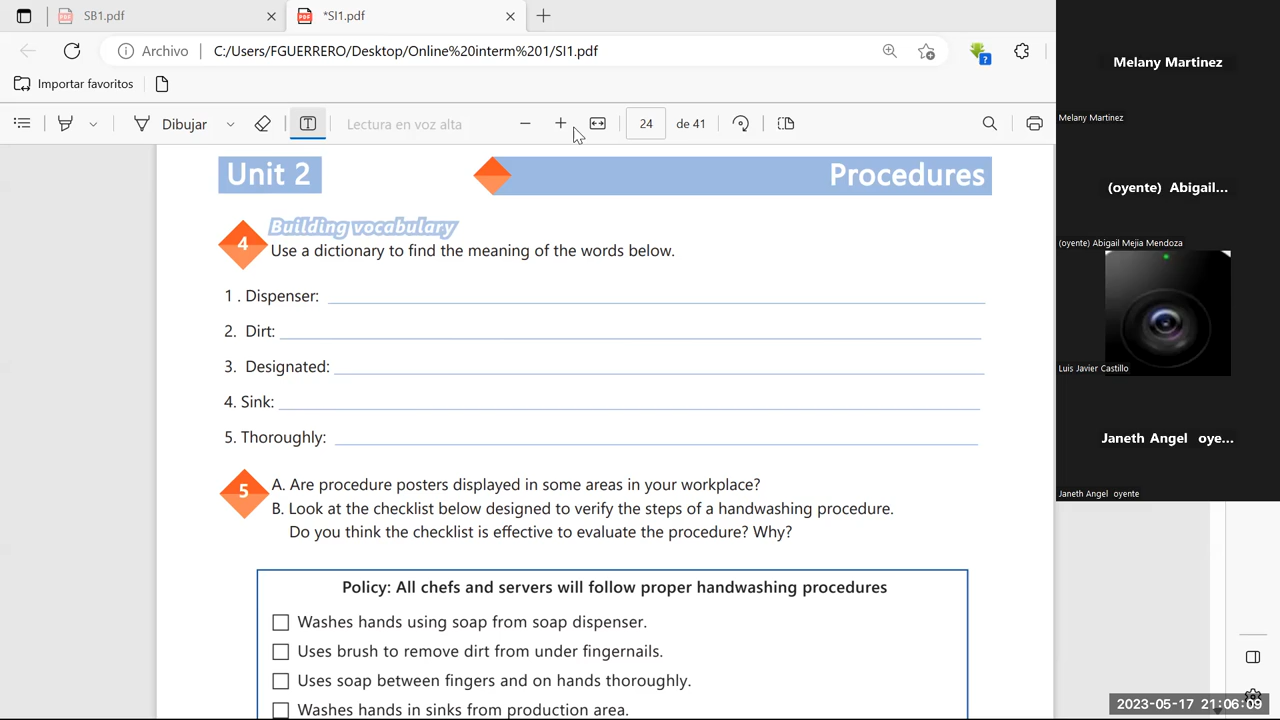 SB1.pdf
*SI1.pdf
Archivo
C:/Users/FGUERRERO/Desktop/Online%20interm%201/SI1.pdf
Importar favoritos
Dibujar
Lectura en voz alta
24
de 41
Unit 2
Procedures
4
Building vocabulary
Use a dictionary to find the meaning of the words below.
1 . Dispenser:
2. Dirt:
3. Designated:
4. Sink:
5. Thoroughly:
5
A. Are procedure posters displayed in some areas in your workplace?
B. Look at the checklist below designed to verify the steps of a handwashing procedure.
Do you think the checklist is effective to evaluate the procedure? Why?
Policy: All chefs and servers will follow proper handwashing procedures
Washes hands using soap from soap dispenser.
Uses brush to remove dirt from under fingernails.
Uses soap between fingers and on hands thoroughly.
Washes hands in sinks from production area.
Melany Martinez
Melany Martinez
(oyente) Abigail...
(oyente) Abigail Mejia Mendoza
Luis Javier Castillo
Janeth Angel oye...
Janeth Angel oyente
2023-05-17 21:06:09